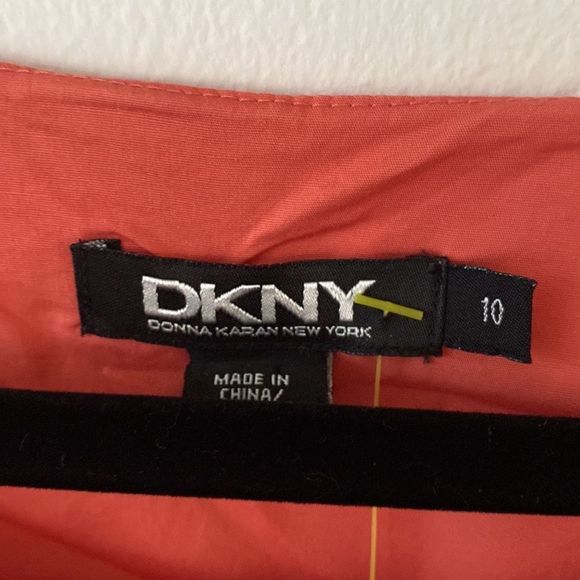 DKNY
DONNA KARAN NEW YORK
10
MADE IN
CHINA/